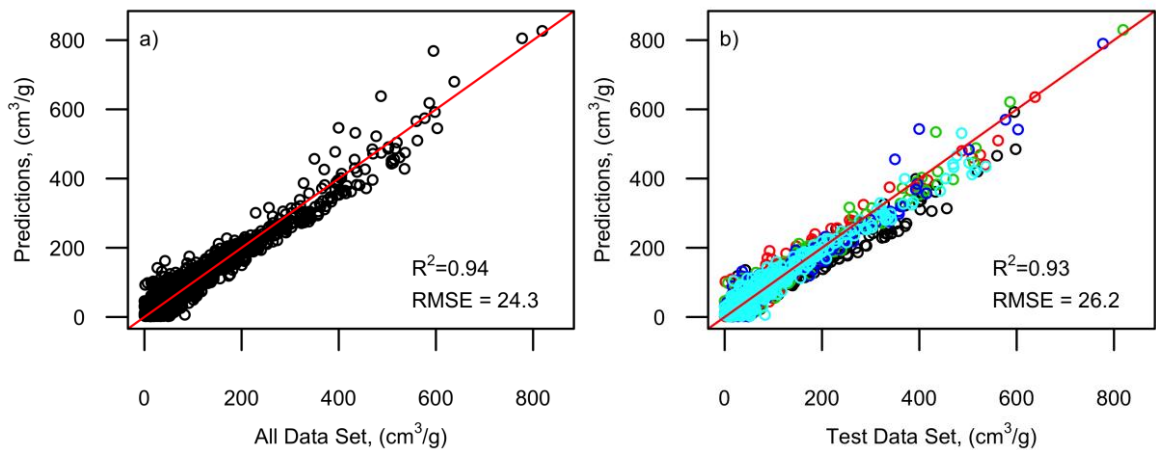 a)
Predictions, (cm³/g)
800
600
400
200
0
R²=0.94
RMSE = 24.3
0 200 400 600 800
All Data Set, (cm³/g)
b)
Predictions, (cm³/g)
800
600
400
200
0
R²=0.93
RMSE = 26.2
0 200 400 600 800
Test Data Set, (cm³/g)